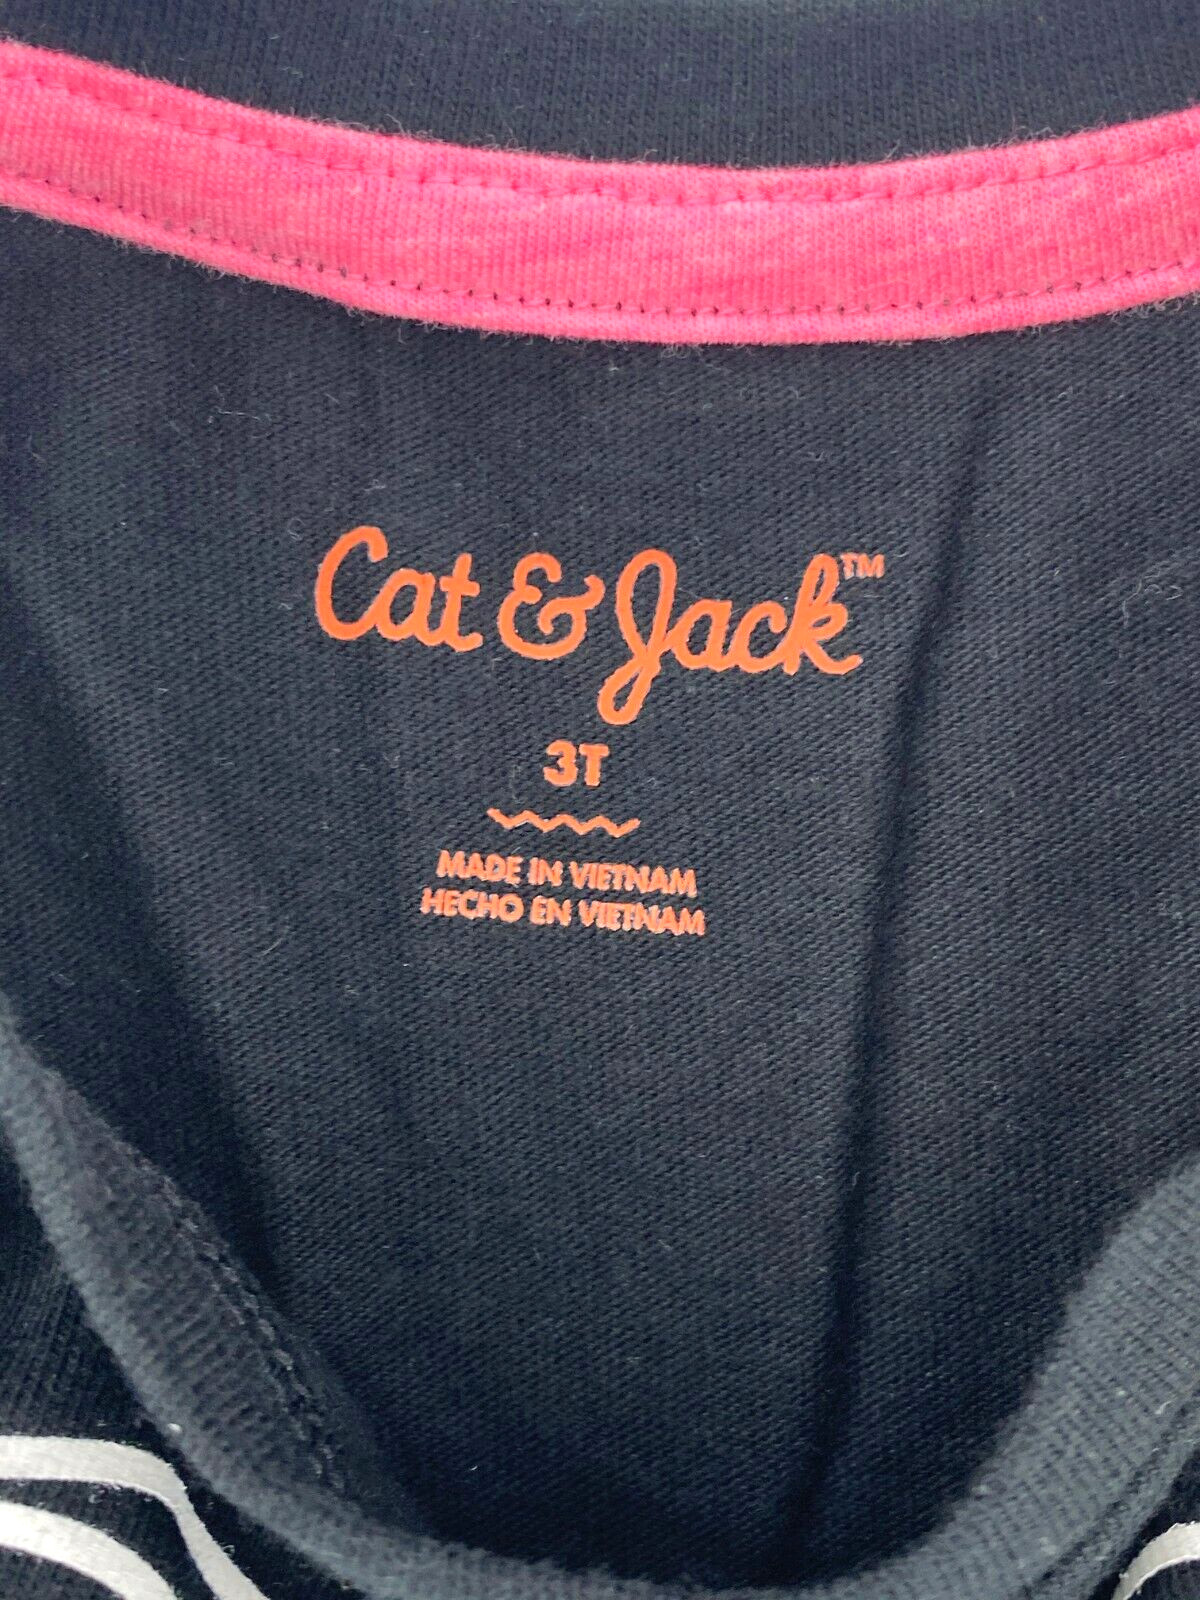 Cat & Jack™
3T
MADE IN VIETNAM
HECHO EN VIETNAM